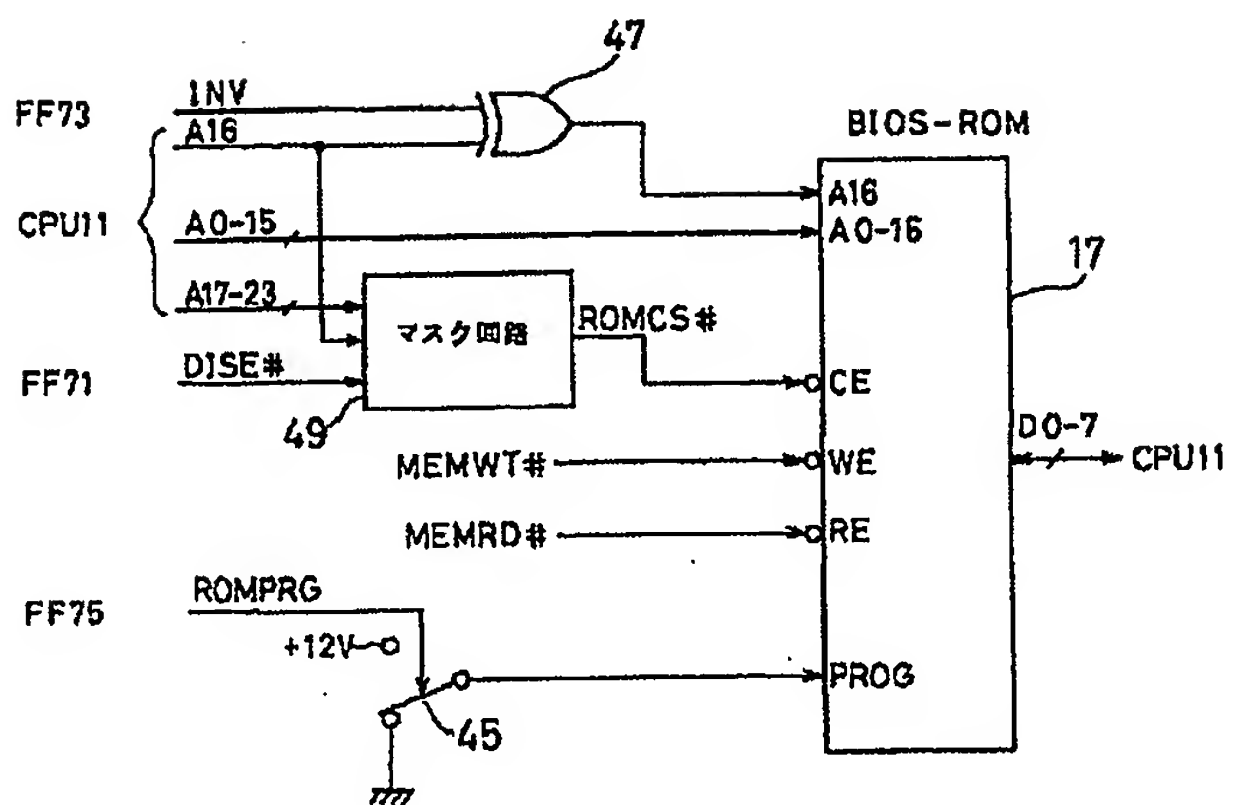 47
FF73
INV
A16
BIOS-ROM
A16
CPU11
A0-15
A0-16
17
A17-23
マスク回路
ROMCS#
FF71
DISE#
CE
49
D0-7
MEMWT#
WE
CPU11
MEMRD#
RE
ROMPRG
FF75
+12V
PROG
45